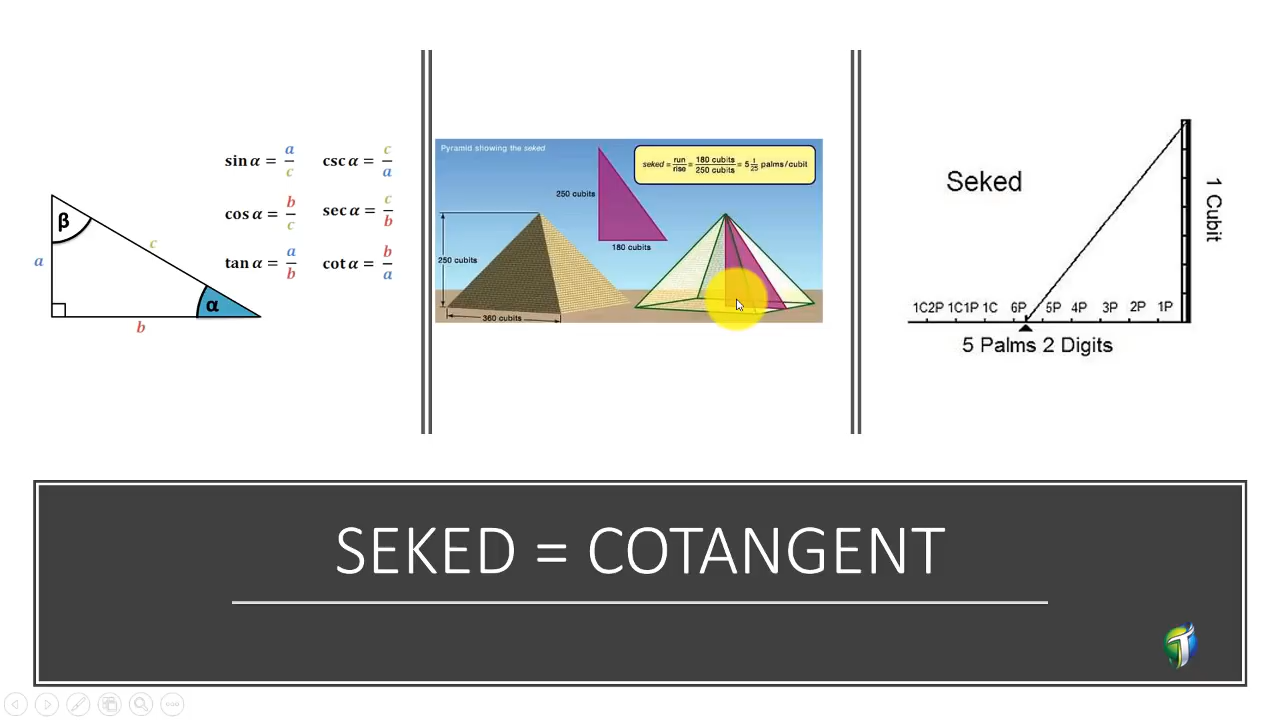 sin α = a/c
csc α = c/a
cos α = b/c
sec α = c/b
tan α = a/b
cot α = b/a
β
a
c
α
b
Pyramid showing the seked
seked = run/rise = 180 cubits/250 cubits = 5 1/25 palms/cubit
250 cubits
180 cubits
250 cubits
360 cubits
Seked
1 Cubit
1C2P 1C1P 1C 6P 5P 4P 3P 2P 1P
5 Palms 2 Digits
SEKED = COTANGENT
T